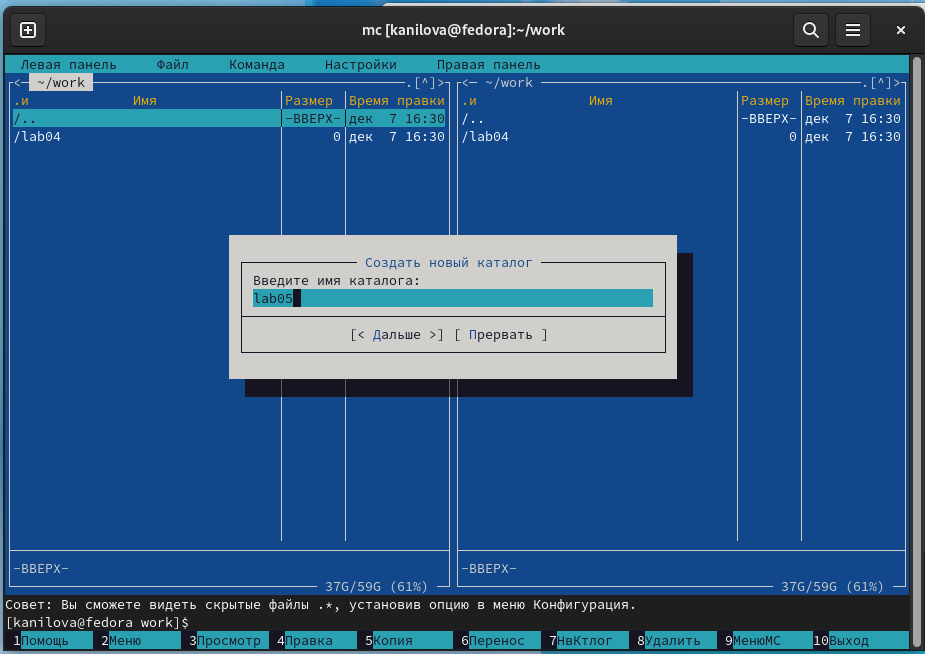 mc [kanilova@fedora]:~/work
Левая панель Файл Команда Настройки Правая панель
<─ ~/work .[^]> <─ ~/work .[^]>
.и Имя Размер Время правки .и Имя Размер Время правки
/.. -ВВЕРХ- дек 7 16:30 /.. -ВВЕРХ- дек 7 16:30
/lab04 0 дек 7 16:30 /lab04 0 дек 7 16:30
Создать новый каталог
Введите имя каталога:
lab05
[< Дальше >] [ Прервать ]
-ВВЕРХ- -ВВЕРХ-
37G/59G (61%) 37G/59G (61%)
Совет: Вы сможете видеть скрытые файлы .*, установив опцию в меню Конфигурация.
[kanilova@fedora work]$
1Помощь 2Меню 3Просмотр 4Правка 5Копия 6Перенос 7НвКтлог 8Удалить 9МенюMC 10Выход